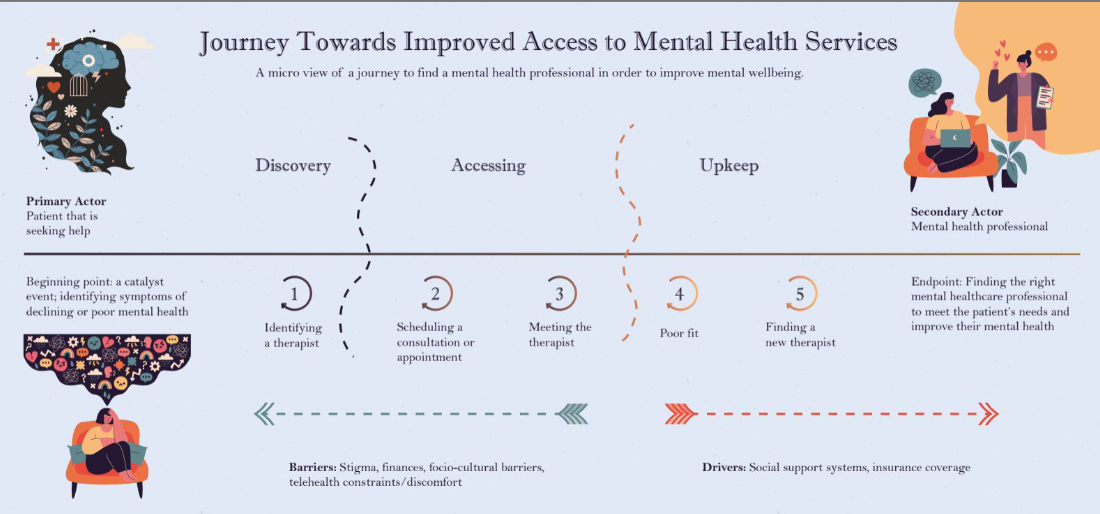 Journey Towards Improved Access to Mental Health Services
A micro view of a journey to find a mental health professional in order to improve mental wellbeing.
Discovery
Accessing
Upkeep
Primary Actor
Patient that is
seeking help
Secondary Actor
Mental health professional
Beginning point: a catalyst
event; identifying symptoms of
declining or poor mental health
1
Identifying
a therapist
2
Scheduling a
consultation or
appointment
3
Meeting the
therapist
4
Poor fit
5
Finding a
new therapist
Endpoint: Finding the right
mental healthcare professional
to meet the patient's needs and
improve their mental health
Barriers: Stigma, finances, focio-cultural barriers,
telehealth constraints/discomfort
Drivers: Social support systems, insurance coverage